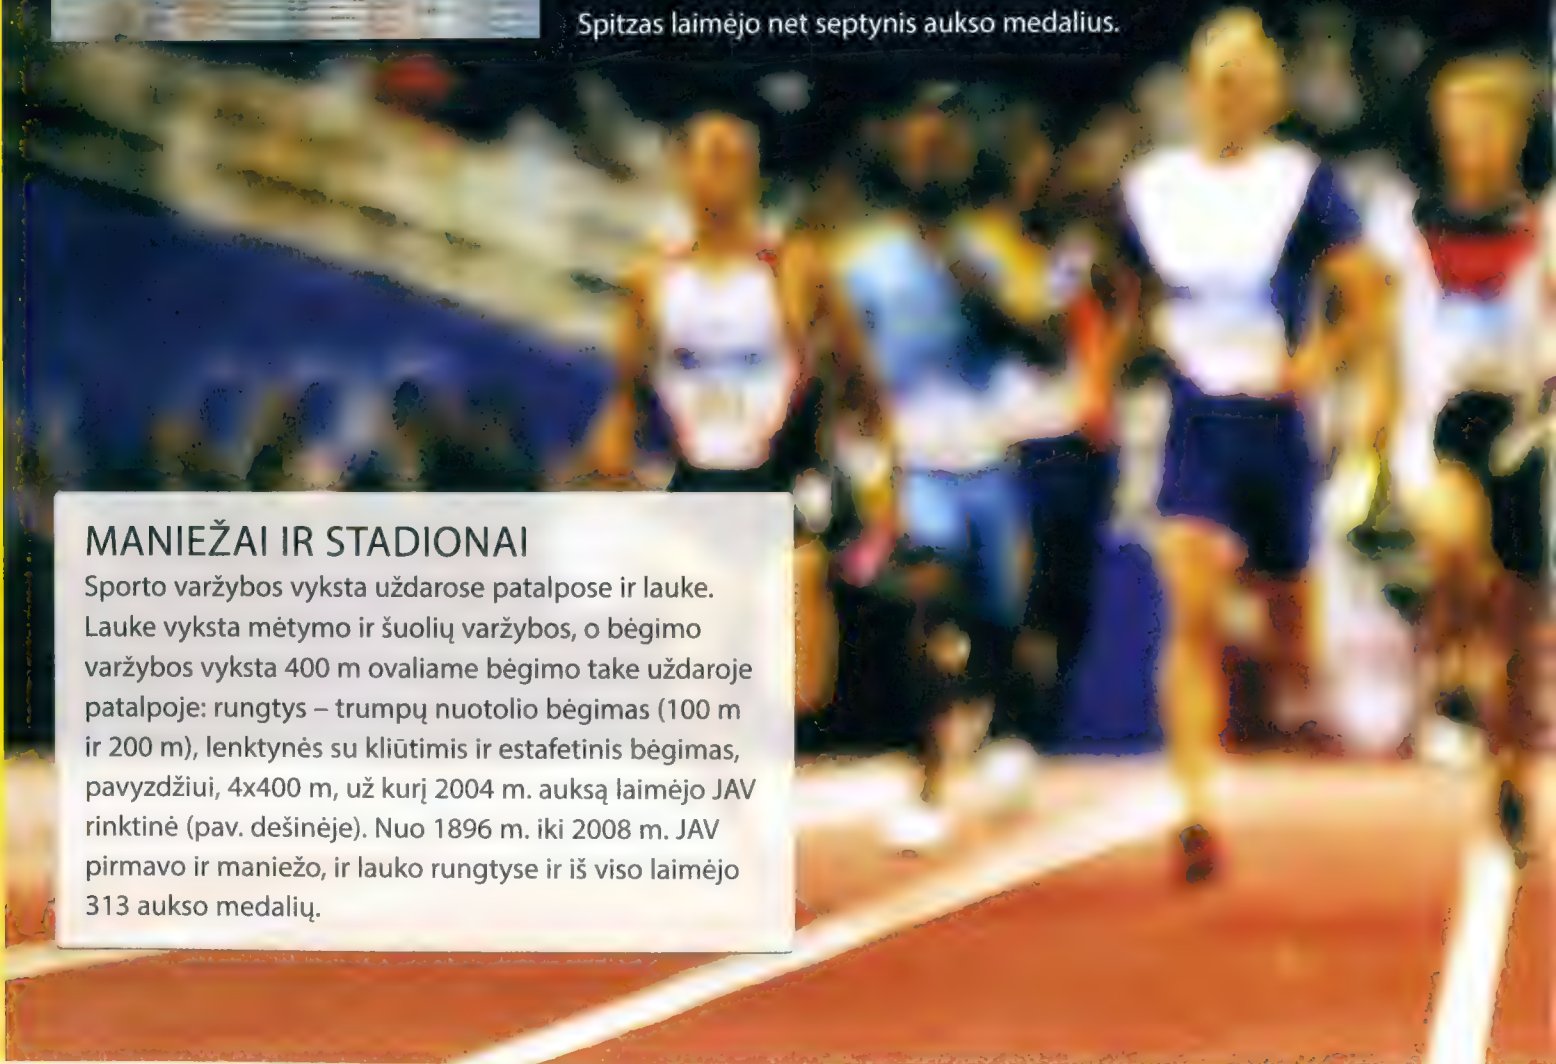 Spitzas laimėjo net septynis aukso medalius.
MANIEŽAI IR STADIONAI
Sporto varžybos vyksta uždarose patalpose ir lauke.
Lauke vyksta mėtymo ir šuolių varžybos, o bėgimo
varžybos vyksta 400 m ovaliame bėgimo take uždaroje
patalpoje: rungtys – trumpų nuotolio bėgimas (100 m
ir 200 m), lenktynės su kliūtimis ir estafetinis bėgimas,
pavyzdžiui, 4x400 m, už kurį 2004 m. auksą laimėjo JAV
rinktinė (pav. dešinėje). Nuo 1896 m. iki 2008 m. JAV
pirmavo ir maniežo, ir lauko rungtyse ir iš viso laimėjo
313 aukso medalių.